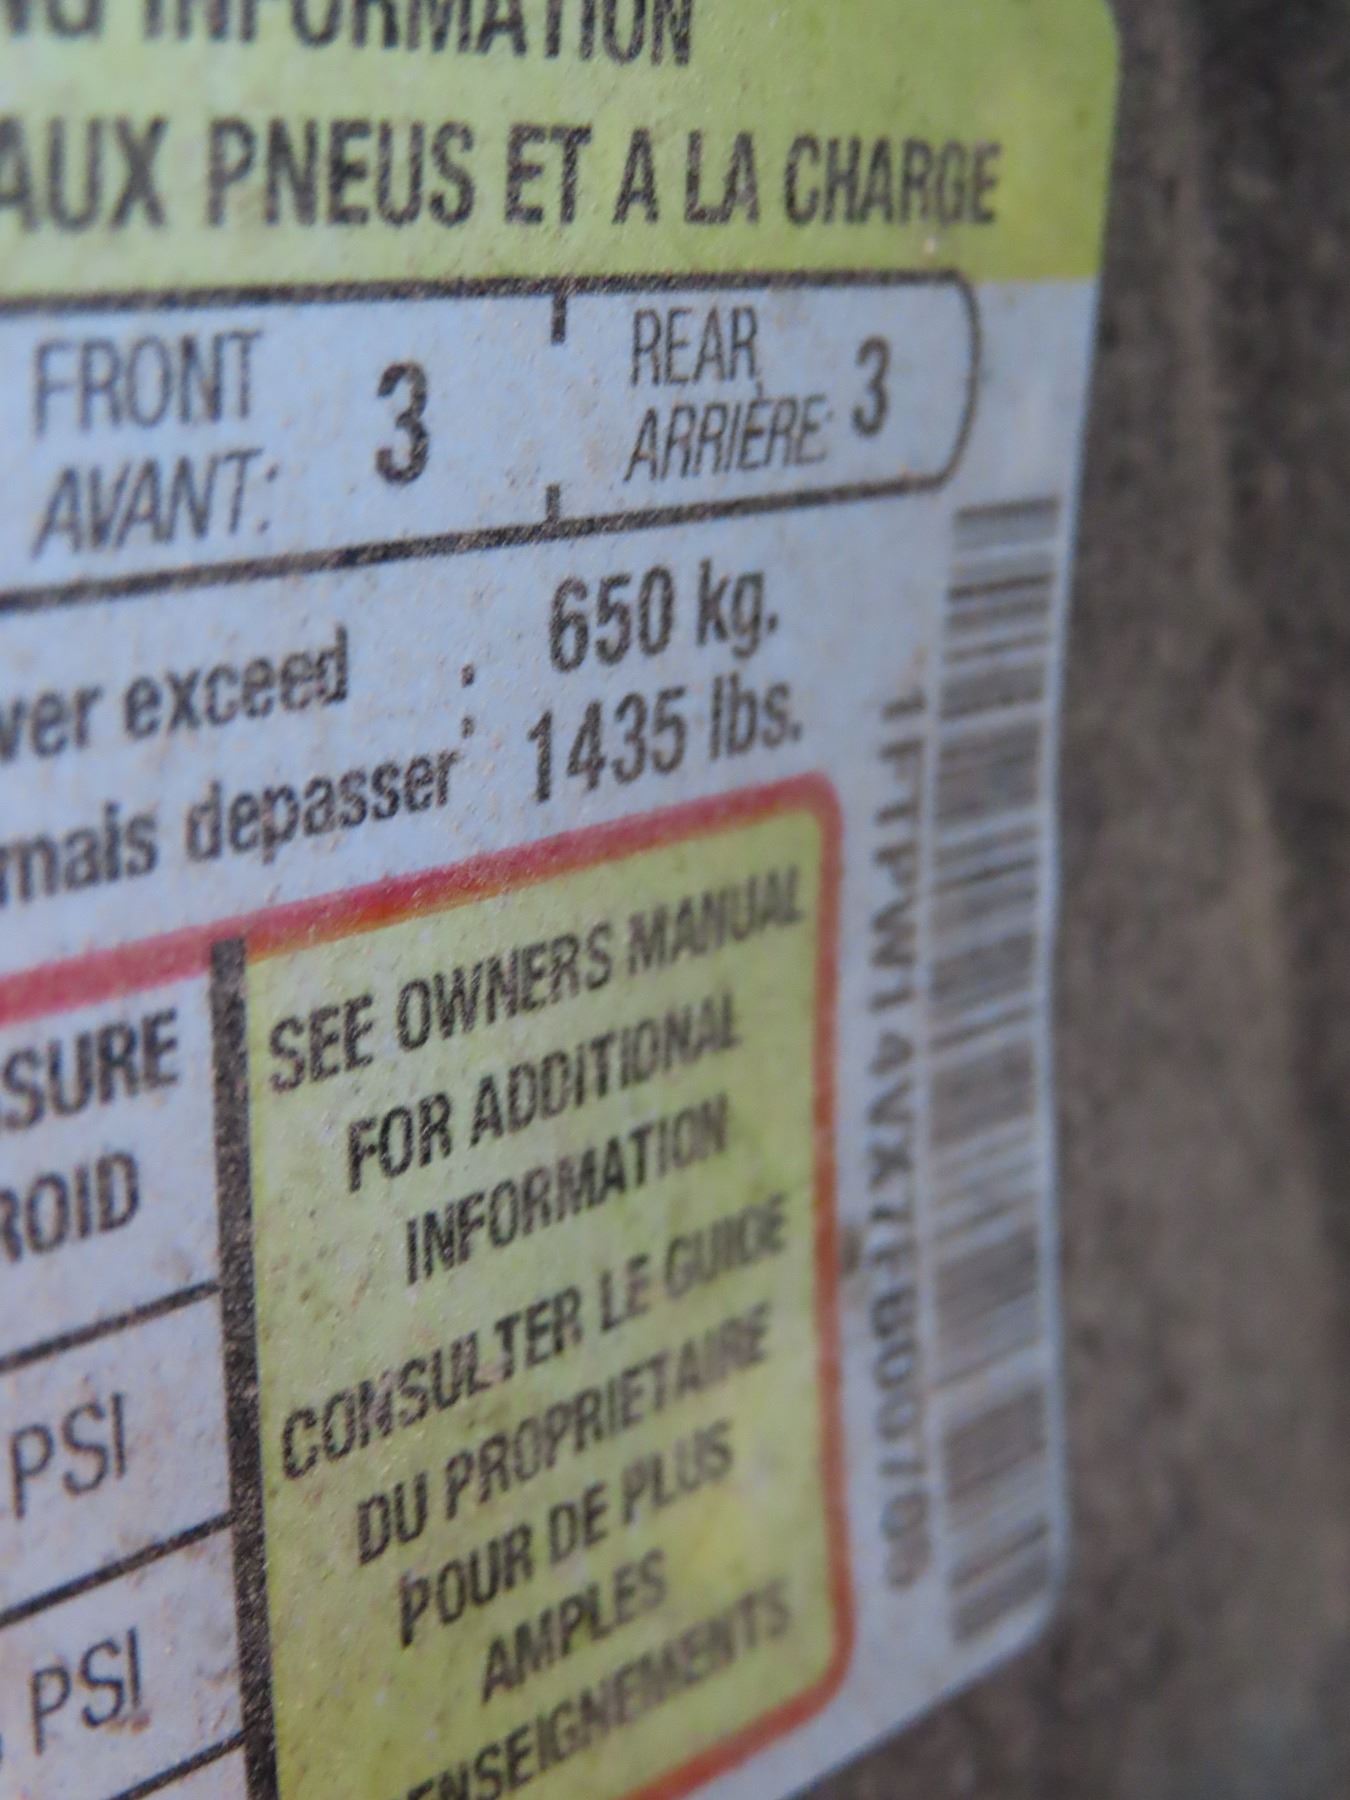 NG INFORMATION
AUX PNEUS ET A LA CHARGE
FRONT
AVANT: 3
REAR
ARRIÈRE: 3
ver exceed : 650 kg.
mais depasser : 1435 lbs.
SURE
ROID
PSI
PSI
SEE OWNERS MANUAL
FOR ADDITIONAL
INFORMATION
CONSULTER LE GUIDE
DU PROPRIETAIRE
POUR DE PLUS
AMPLES
ENSEIGNEMENTS